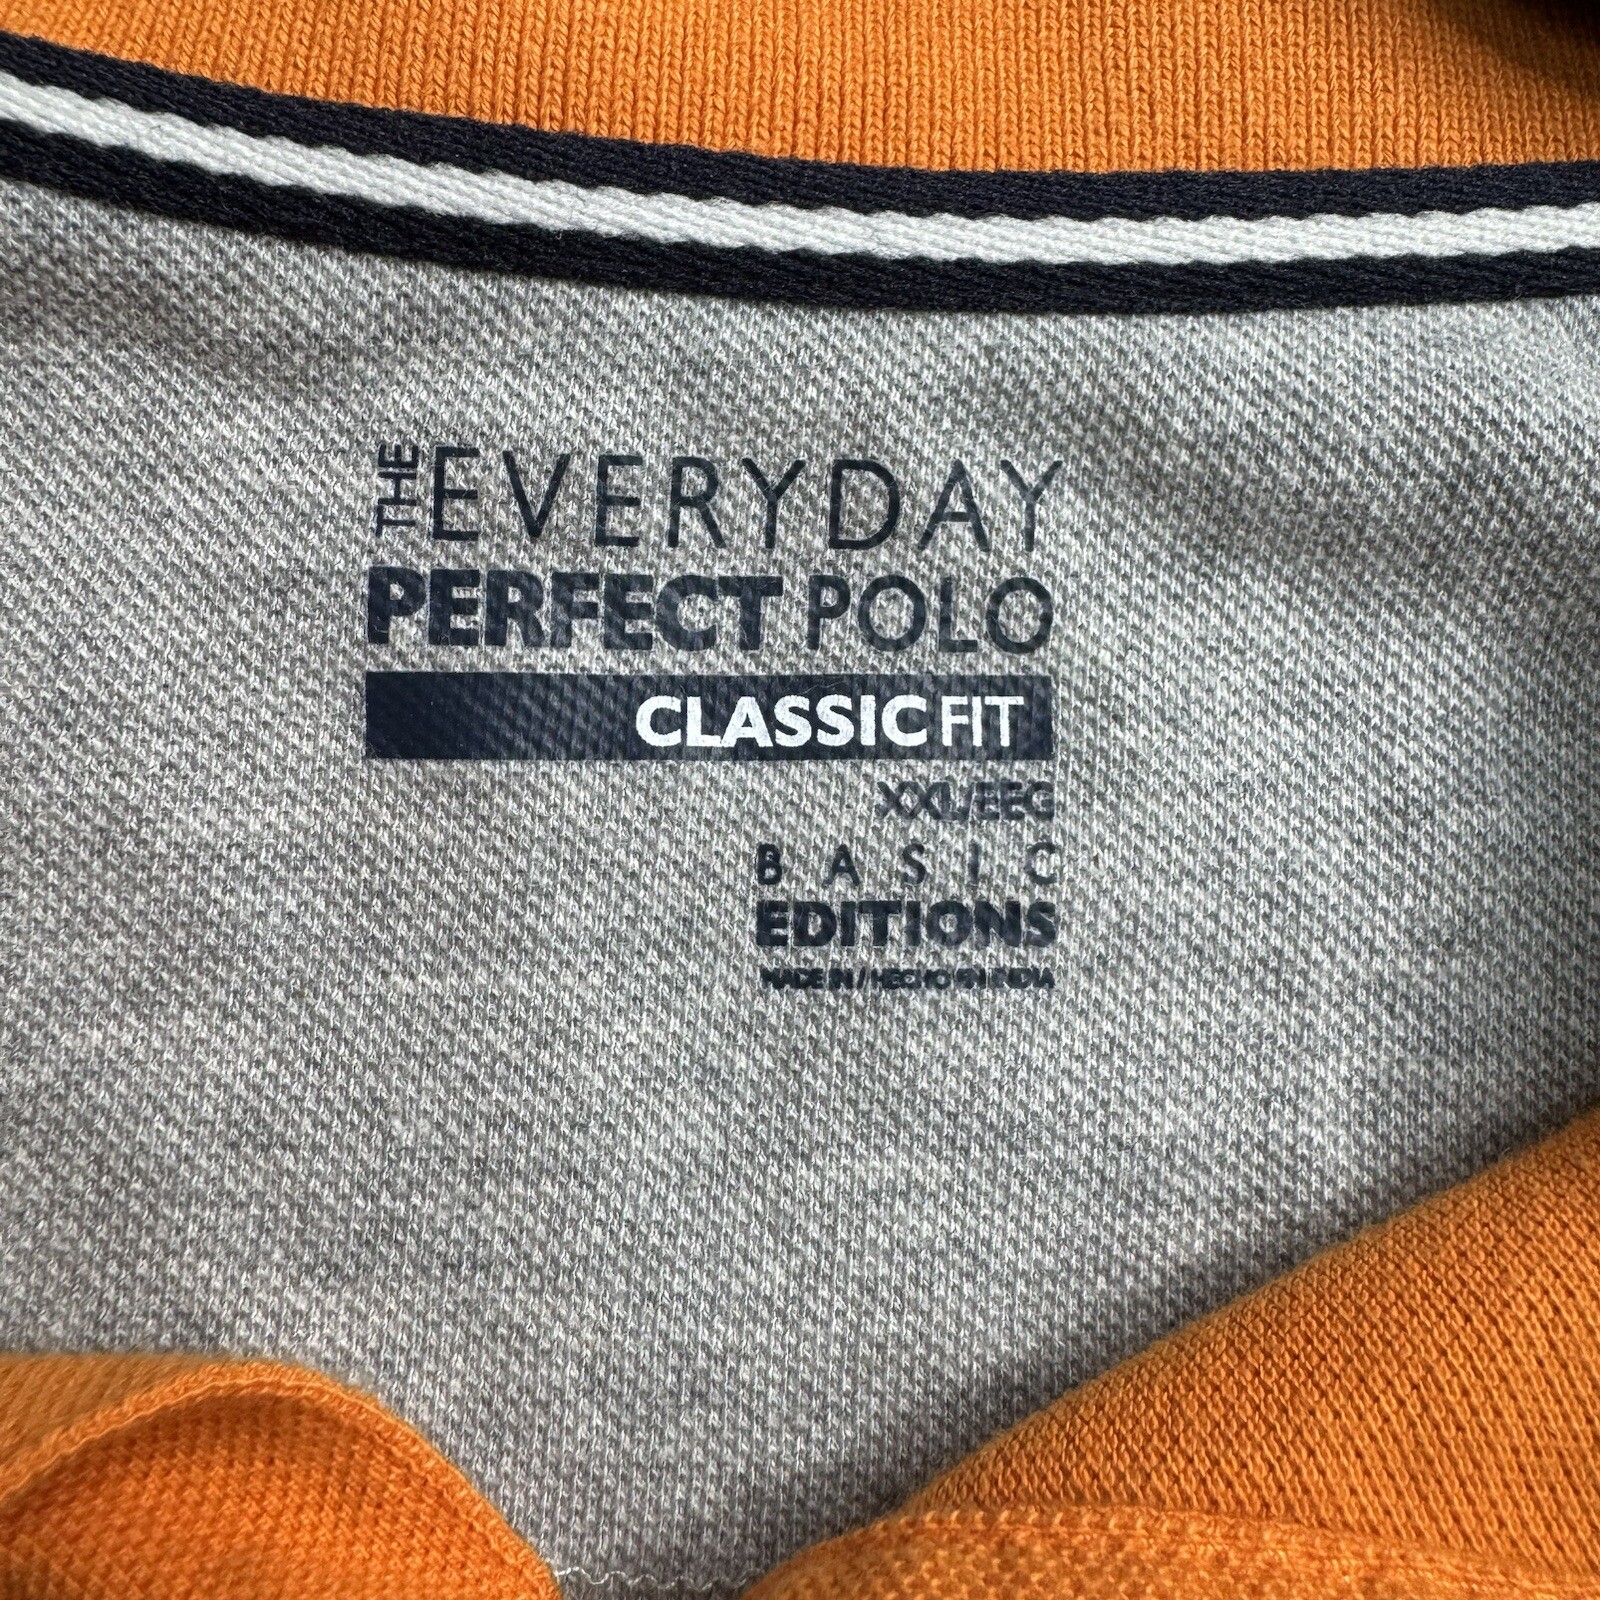 THE EVERYDAY
PERFECT POLO
CLASSIC FIT
XXL/EEG
BASIC
EDITIONS
MADE IN / HECHO EN INDIA